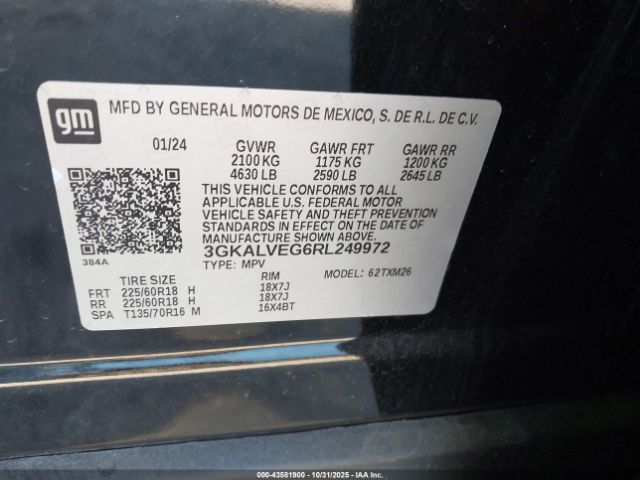 gm
MFD BY GENERAL MOTORS DE MEXICO, S. DE R.L. DE C.V.
01/24 GVWR GAWR FRT GAWR RR
2100 KG 1175 KG 1200 KG
4630 LB 2590 LB 2645 LB
THIS VEHICLE CONFORMS TO ALL
APPLICABLE U.S. FEDERAL MOTOR
VEHICLE SAFETY AND THEFT PREVENTION
STANDARDS IN EFFECT ON THE DATE OF
MANUFACTURE SHOWN ABOVE.
3GKALVEG6RL249972
384A
TYPE: MPV MODEL: 62TXM26
TIRE SIZE RIM
FRT 225/60R18 H 18X7J
RR 225/60R18 H 18X7J
SPA T135/70R16 M 16X4BT
000-43581900 - 10/31/2025 - IAAI Inc.